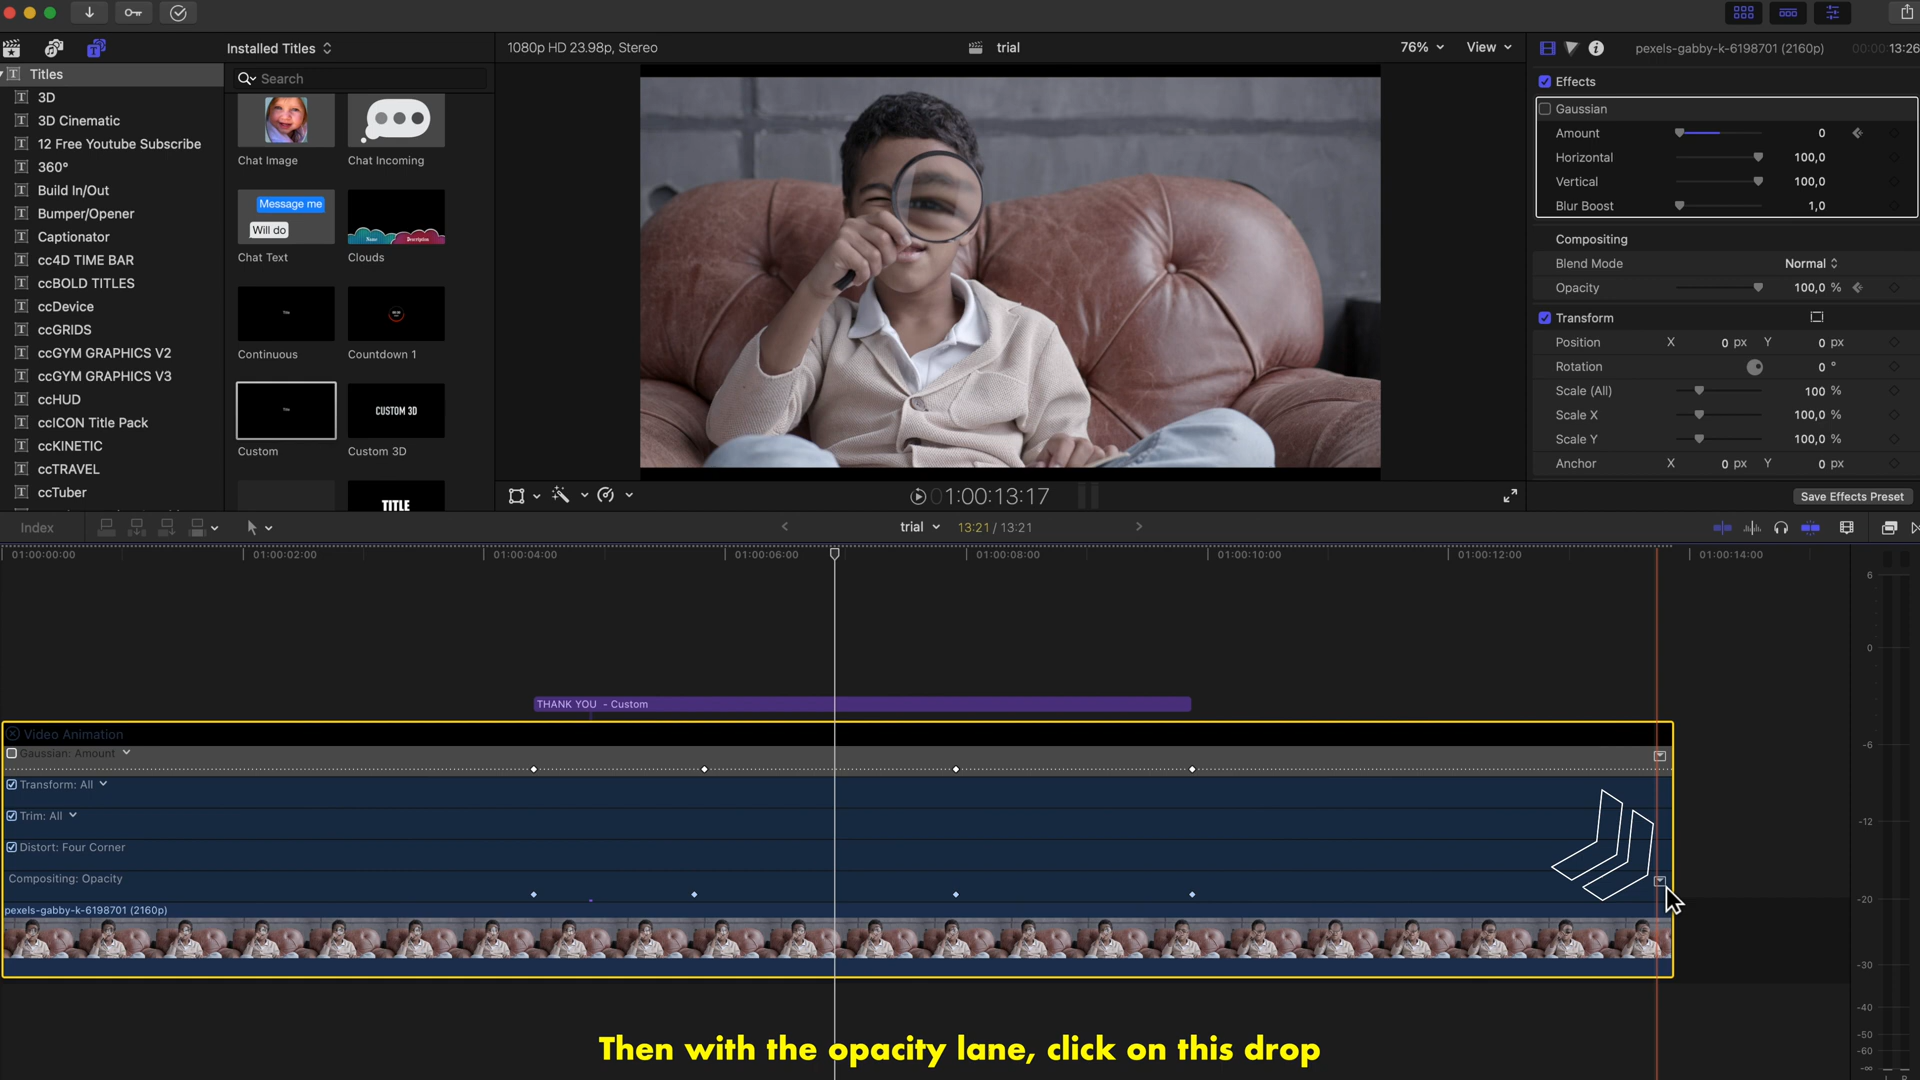 Installed Titles
Titles
3D
3D Cinematic
12 Free Youtube Subscribe
360°
Build In/Out
Bumper/Opener
Captionator
cc4D TIME BAR
ccBOLD TITLES
ccDevice
ccGRIDS
ccGYM GRAPHICS V2
ccGYM GRAPHICS V3
ccHUD
ccICON Title Pack
ccKINETIC
ccTRAVEL
ccTuber
Search
Chat Image
Chat Incoming
Message me
Will do
Name
Description
Chat Text
Clouds
Title
Continuous
Countdown 1
Title
CUSTOM 3D
Custom
Custom 3D
TITLE
1080p HD 23.98p, Stereo
trial
76%
View
01:00:13:17
pexels-gabby-k-6198701 (2160p)
00:00:13:26
Effects
Gaussian
Amount 0
Horizontal 100,0
Vertical 100,0
Blur Boost 1,0
Compositing
Blend Mode Normal
Opacity 100,0 %
Transform
Position X 0 px Y 0 px
Rotation 0 °
Scale (All) 100 %
Scale X 100,0 %
Scale Y 100,0 %
Anchor X 0 px Y 0 px
Save Effects Preset
Index
trial
13:21 / 13:21
01:00:00:00
01:00:02:00
01:00:04:00
01:00:06:00
01:00:08:00
01:00:10:00
01:00:12:00
01:00:14:00
THANK YOU - Custom
Video Animation
Gaussian: Amount
Transform: All
Trim: All
Distort: Four Corner
Compositing: Opacity
pexels-gabby-k-6198701 (2160p)
6
0
-6
-12
-20
-30
-40
-50
-60
-∞
Then with the opacity lane, click on this drop